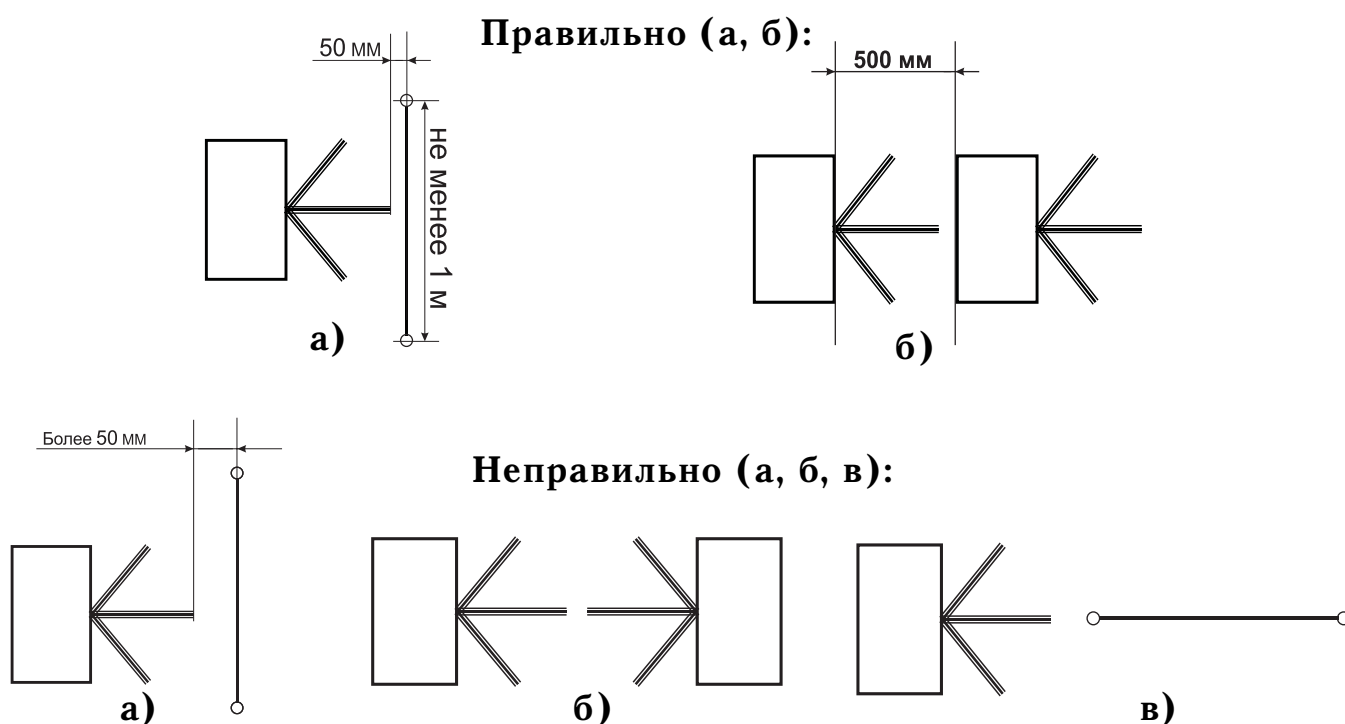 Правильно (а, б):
50 мм
не менее 1 м
а)
500 мм
б)
Неправильно (а, б, в):
Более 50 мм
а)
б)
в)